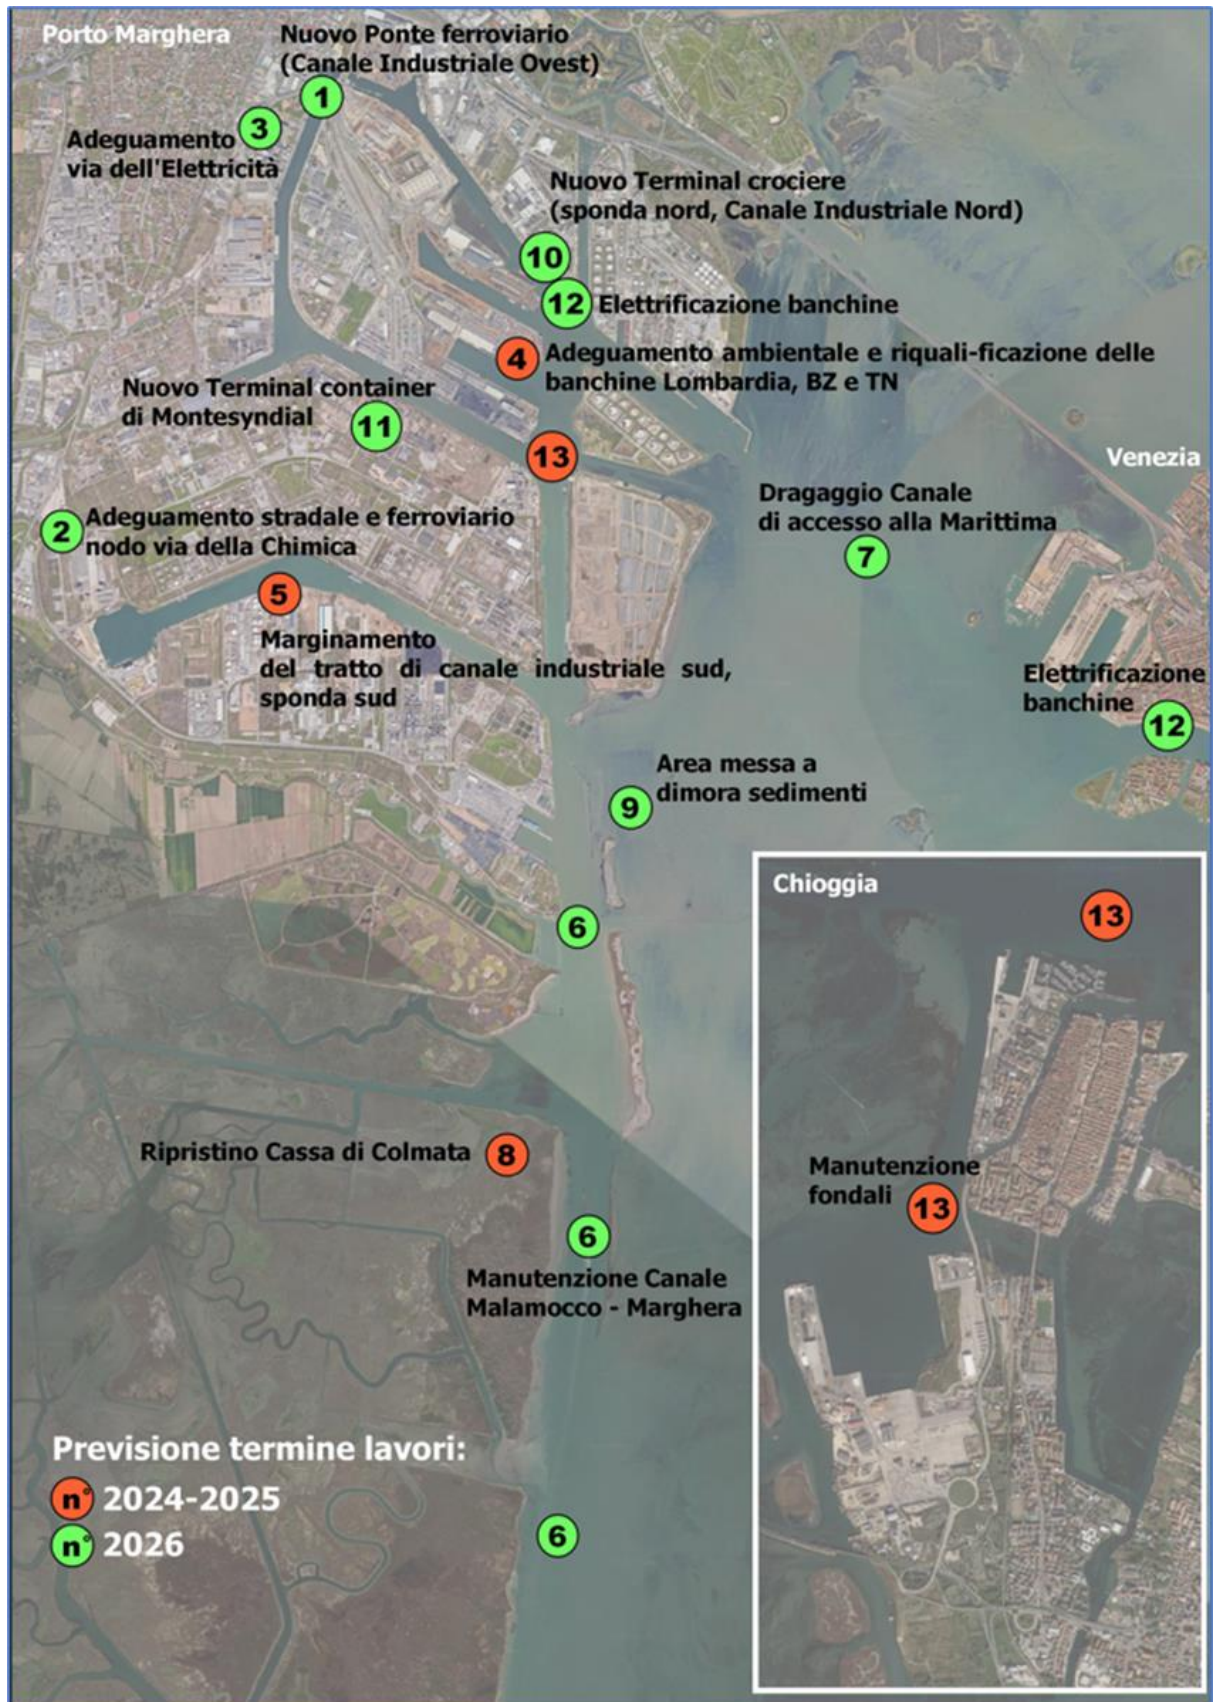 Porto Marghera
Nuovo Ponte ferroviario
(Canale Industriale Ovest)
1
3
Adeguamento
via dell'Elettricità
Nuovo Terminal crociere
(sponda nord, Canale Industriale Nord)
10
12 Elettrificazione banchine
4 Adeguamento ambientale e riquali-ficazione delle
banchine Lombardia, BZ e TN
Nuovo Terminal container
di Montesyndial
11
13
Venezia
Dragaggio Canale
di accesso alla Marittima
7
2 Adeguamento stradale e ferroviario
nodo via della Chimica
5
Marginamento
del tratto di canale industriale sud,
sponda sud
Elettrificazione
banchine
12
Area messa a
dimora sedimenti
9
6
Chioggia
13
Ripristino Cassa di Colmata 8
Manutenzione
fondali
13
6
Manutenzione Canale
Malamocco - Marghera
Previsione termine lavori:
n° 2024-2025
n° 2026
6